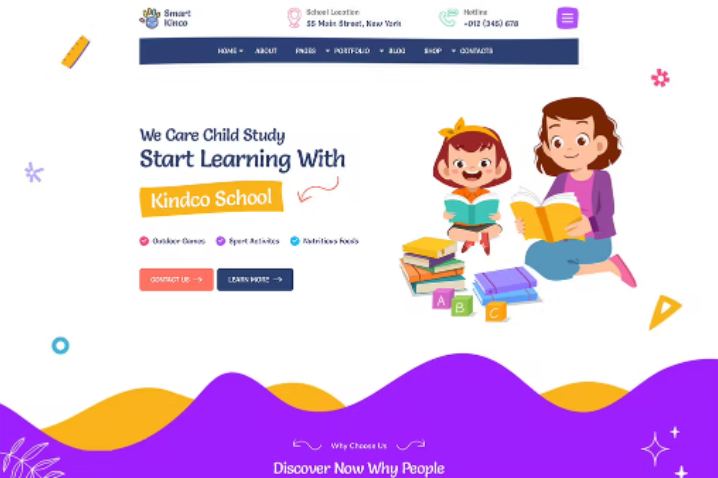 Smart
Kinco
School Location
55 Main Street, New York
Hotline
+012 (345) 678
HOME
ABOUT
PAGES
PORTFOLIO
BLOG
SHOP
CONTACTS
We Care Child Study
Start Learning With
Kindco School
Outdoor Games
Sport Activites
Nutritious Foods
CONTACT US
LEARN MORE
A
B
C
Why Choose Us
Discover Now Why People